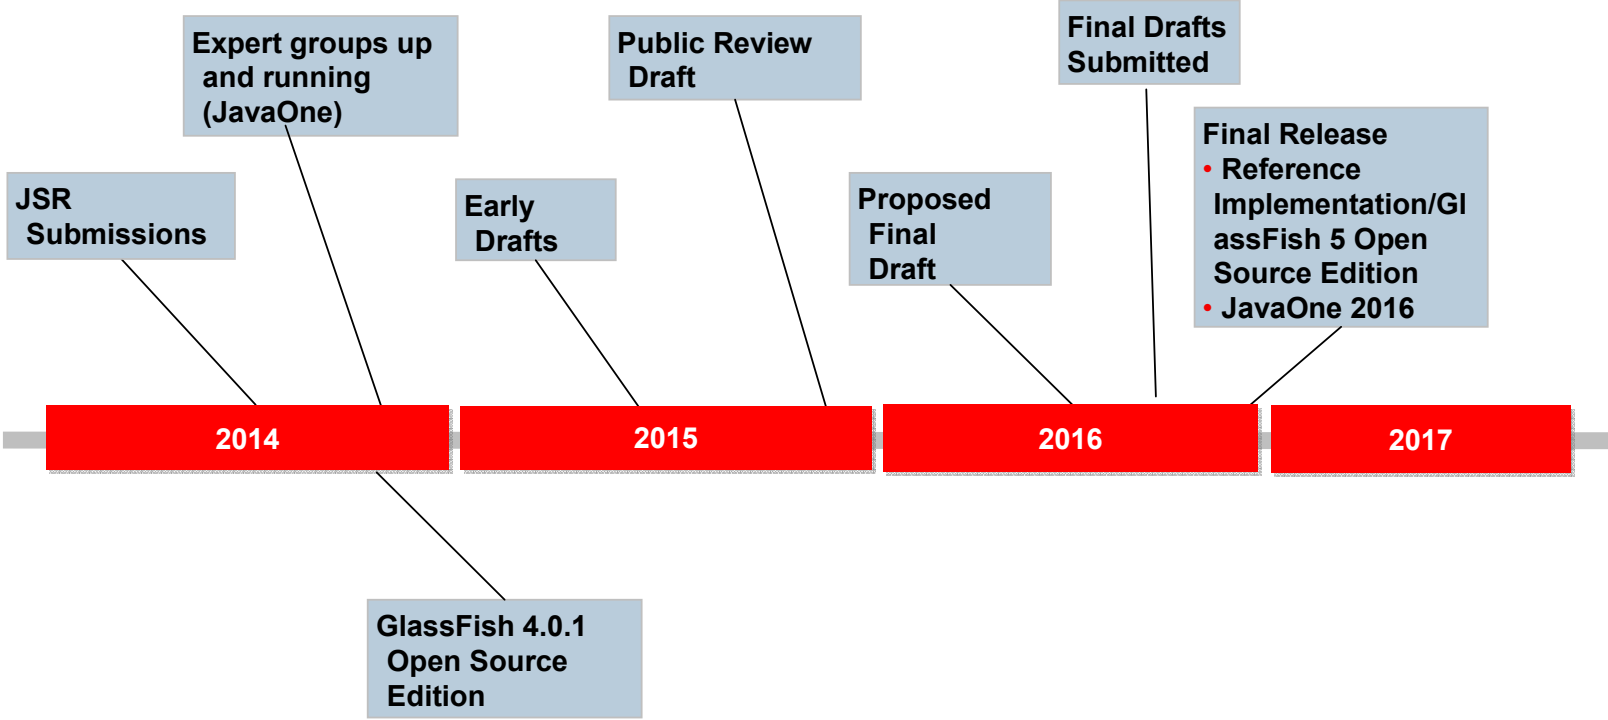 Expert groups up
and running
(JavaOne)
Public Review
Draft
Final Drafts
Submitted
JSR
Submissions
Early
Drafts
Proposed
Final
Draft
Final Release
• Reference
Implementation/Gl
assFish 5 Open
Source Edition
• JavaOne 2016
2014
2015
2016
2017
GlassFish 4.0.1
Open Source
Edition